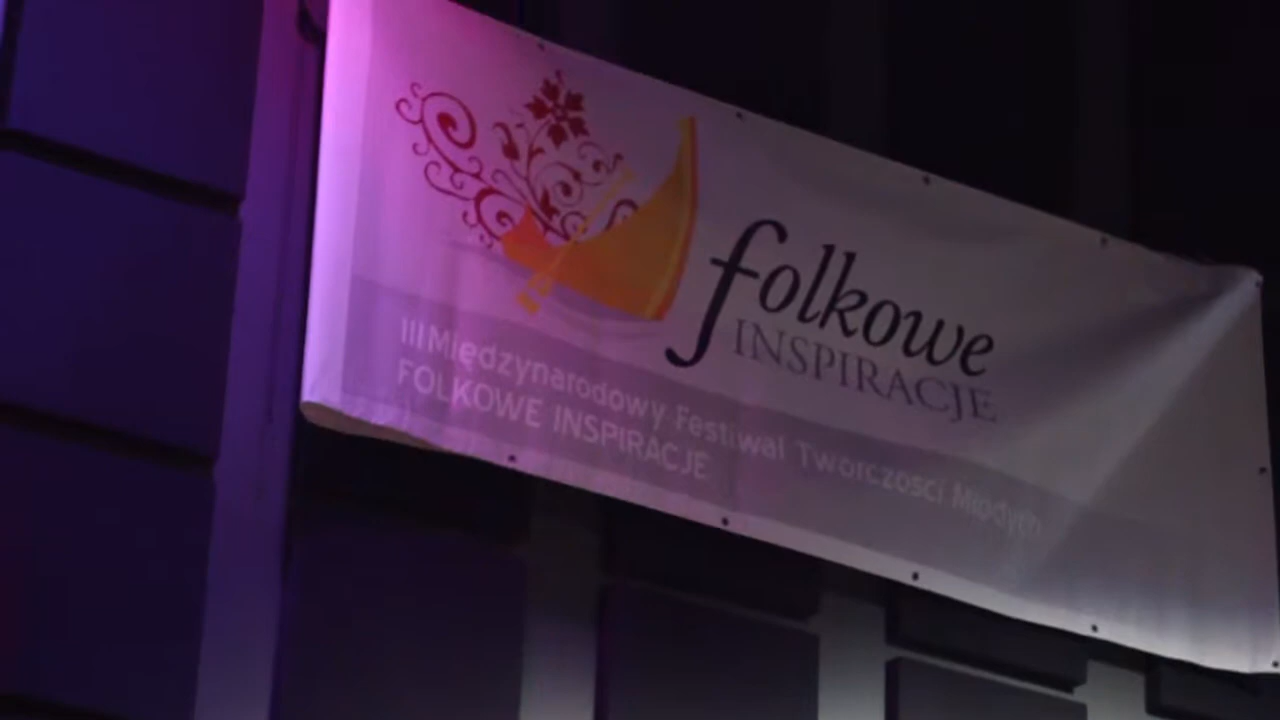 folkowe
INSPIRACJE
III Międzynarodowy Festiwal Twórczości Młodych
FOLKOWE INSPIRACJE